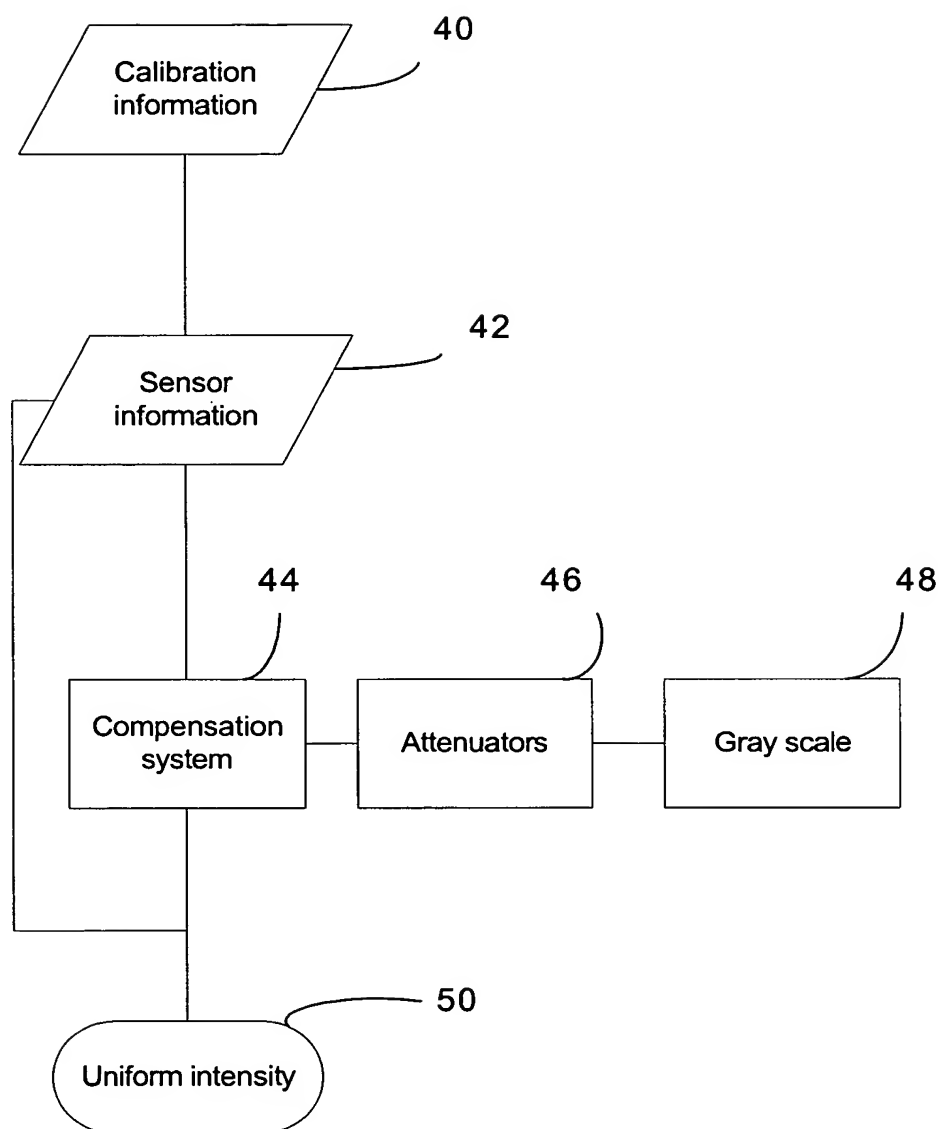 40
Calibration
information
42
Sensor
information
44
46
48
Compensation
system
Attenuators
Gray scale
50
Uniform intensity